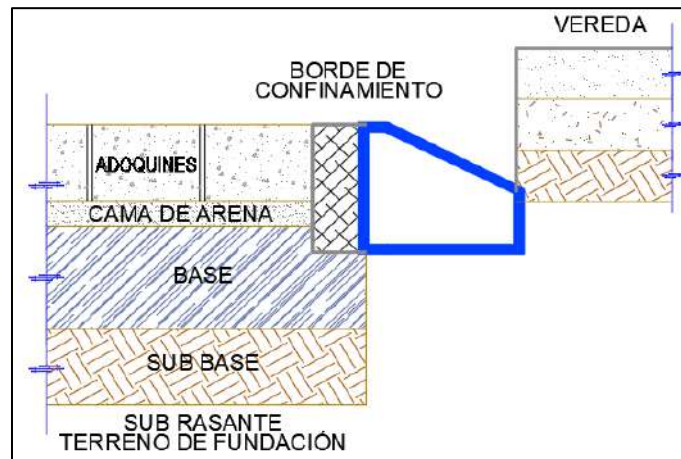 VEREDA
BORDE DE
CONFINAMIENTO
ADOQUINES
CAMA DE ARENA
BASE
SUB BASE
SUB RASANTE
TERRENO DE FUNDACIÓN